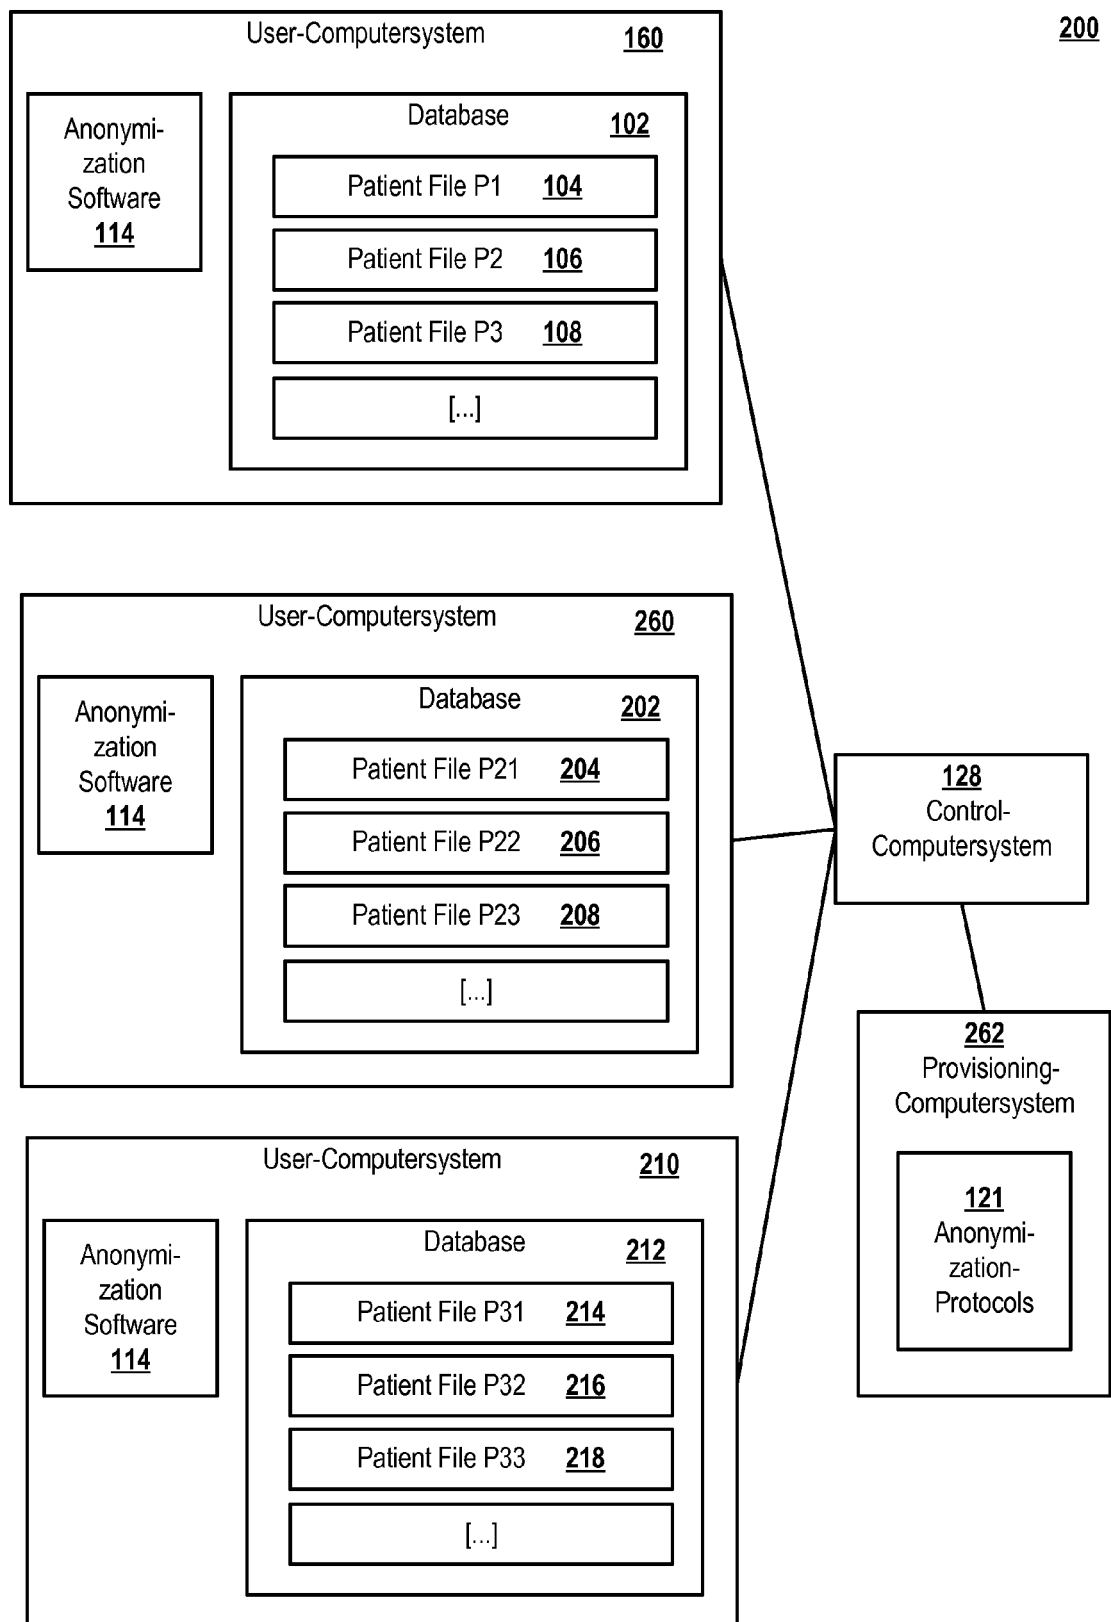 User-Computersystem 160
200
Anonymi-
zation
Software
114
Database 102
Patient File P1 104
Patient File P2 106
Patient File P3 108
[...]
User-Computersystem 260
Anonymi-
zation
Software
114
Database 202
Patient File P21 204
Patient File P22 206
Patient File P23 208
[...]
128
Control-
Computersystem
262
Provisioning-
Computersystem
121
Anonymi-
zation-
Protocols
User-Computersystem 210
Anonymi-
zation
Software
114
Database 212
Patient File P31 214
Patient File P32 216
Patient File P33 218
[...]